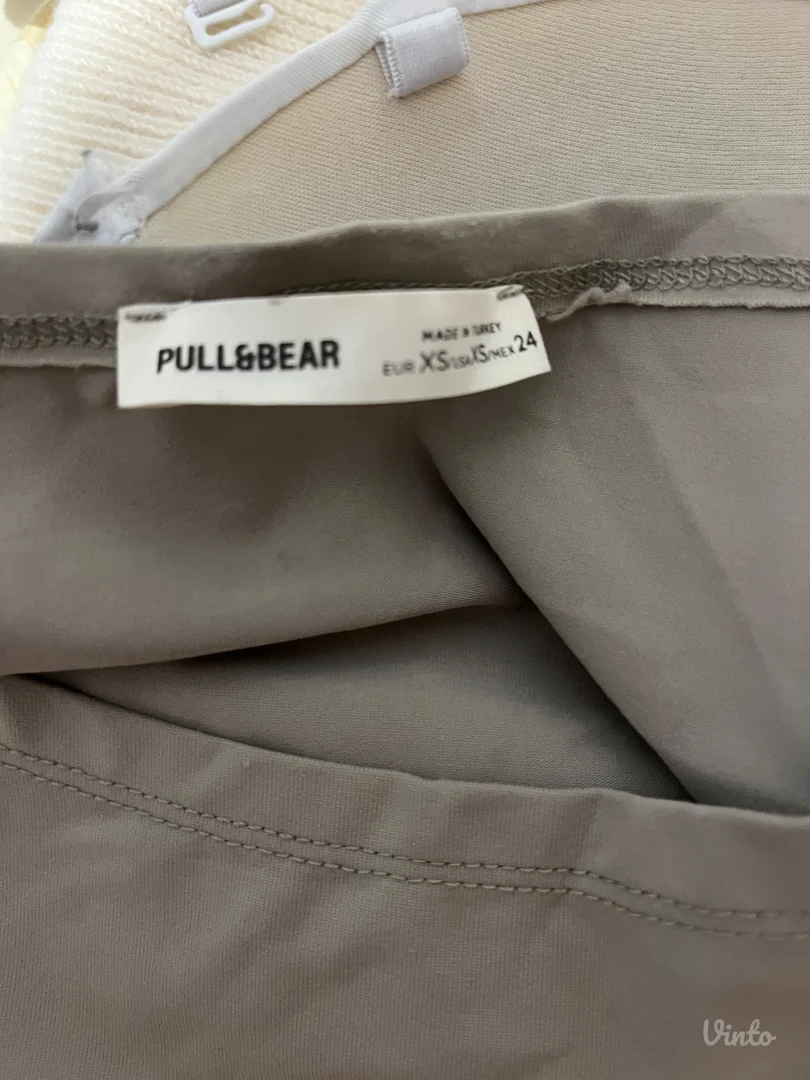 PULL&BEAR
MADE IN TURKEY
EUR XS/USA XS/MEX 24
Vinto